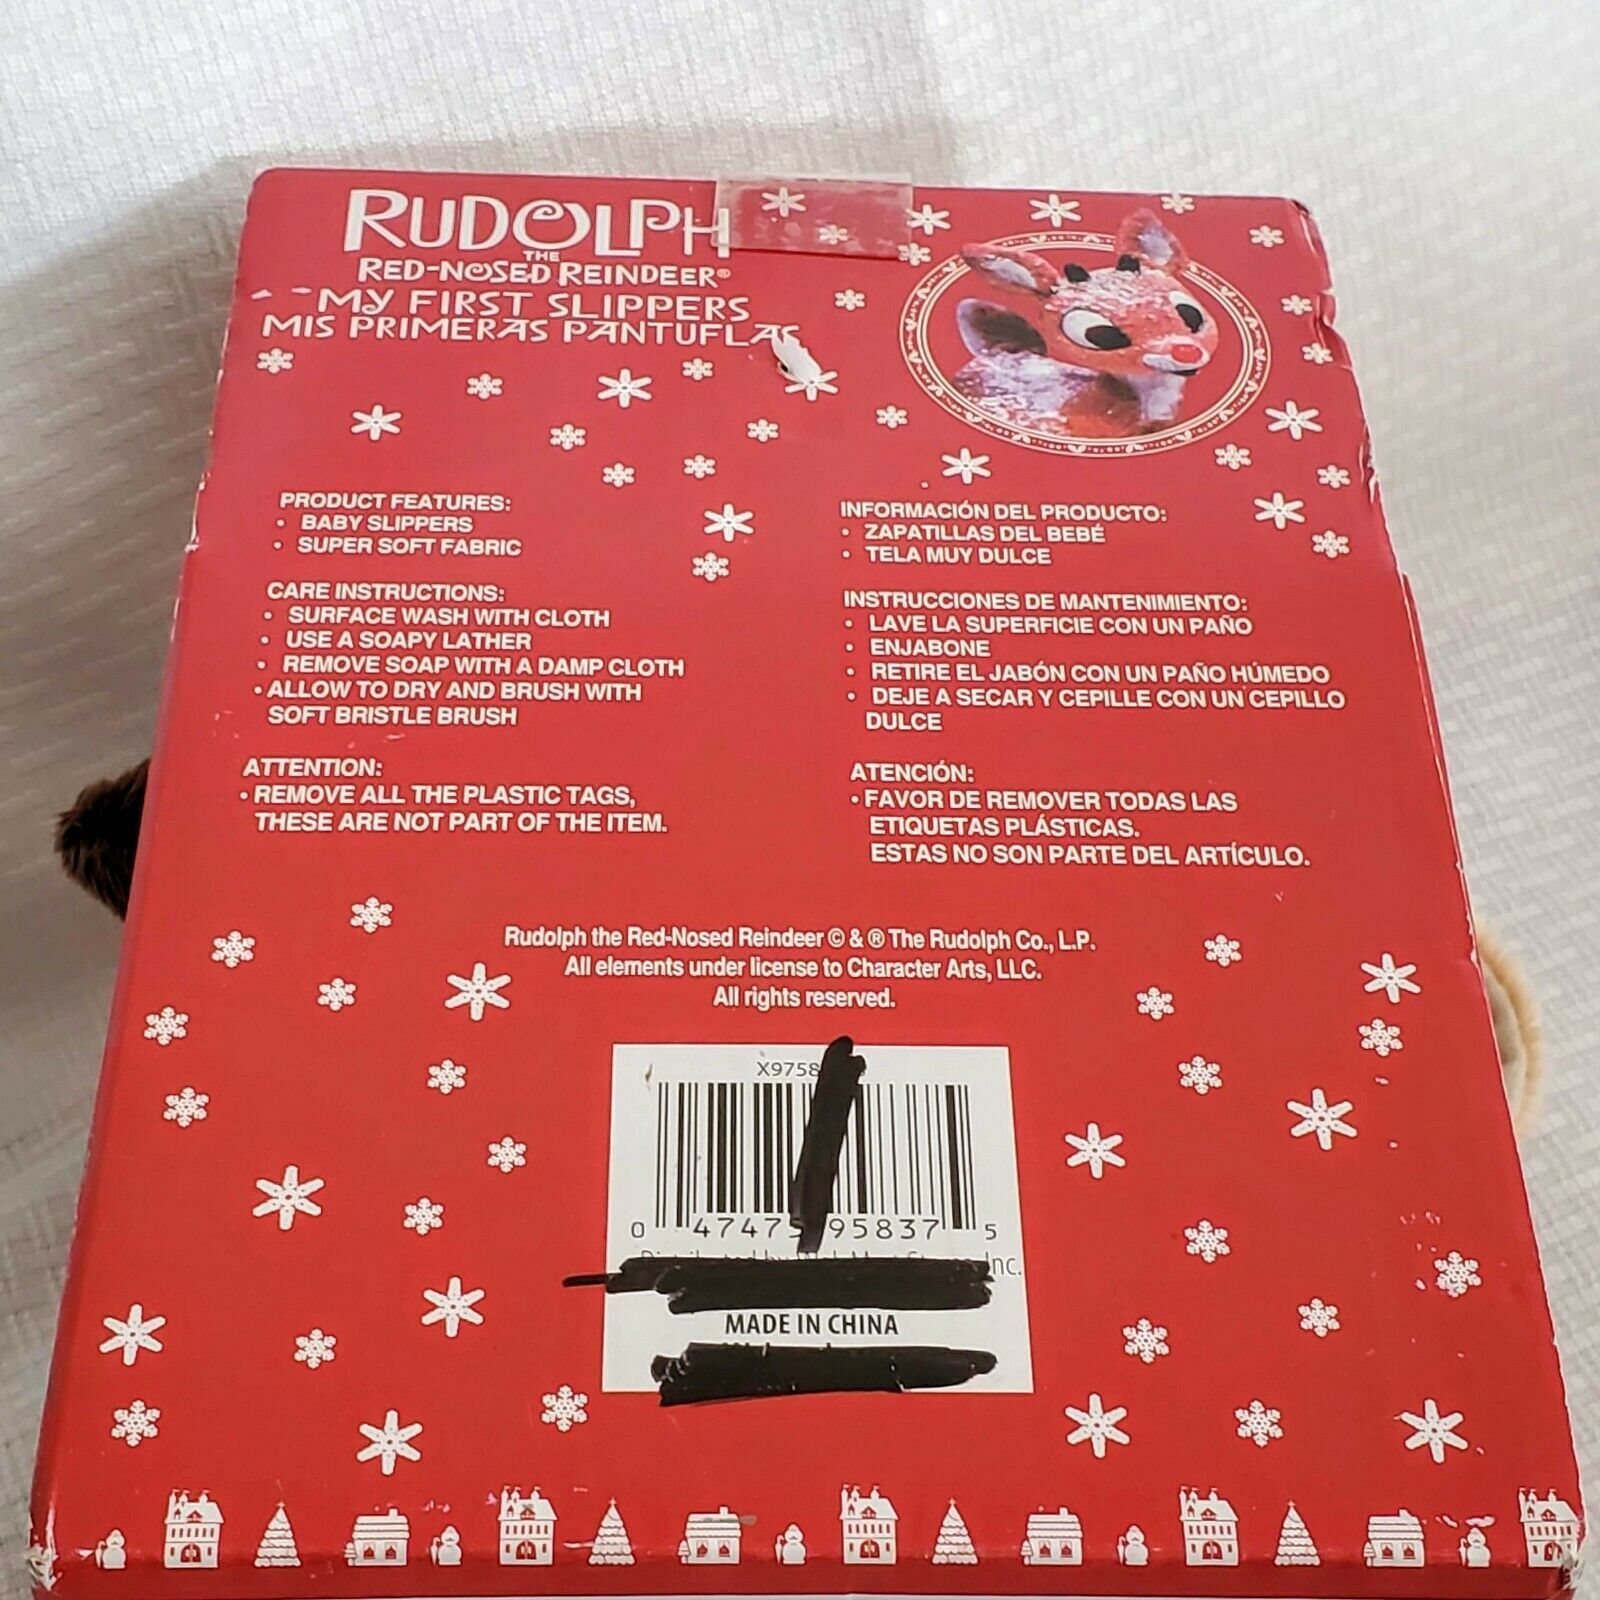 RUDOLPH
THE
RED-NOSED REINDEER®
MY FIRST SLIPPERS
MIS PRIMERAS PANTUFLAS
PRODUCT FEATURES:
• BABY SLIPPERS
• SUPER SOFT FABRIC
CARE INSTRUCTIONS:
• SURFACE WASH WITH CLOTH
• USE A SOAPY LATHER
• REMOVE SOAP WITH A DAMP CLOTH
• ALLOW TO DRY AND BRUSH WITH
SOFT BRISTLE BRUSH
ATTENTION:
• REMOVE ALL THE PLASTIC TAGS,
THESE ARE NOT PART OF THE ITEM.
INFORMACIÓN DEL PRODUCTO:
• ZAPATILLAS DEL BEBÉ
• TELA MUY DULCE
INSTRUCCIONES DE MANTENIMIENTO:
• LAVE LA SUPERFICIE CON UN PAÑO
• ENJABONE
• RETIRE EL JABÓN CON UN PAÑO HÚMEDO
• DEJE A SECAR Y CEPILLE CON UN CEPILLO
DULCE
ATENCIÓN:
• FAVOR DE REMOVER TODAS LAS
ETIQUETAS PLÁSTICAS.
ESTAS NO SON PARTE DEL ARTÍCULO.
Rudolph the Red-Nosed Reindeer © & ® The Rudolph Co., L.P.
All elements under license to Character Arts, LLC.
All rights reserved.
X9758
0 47475 95837 5
Inc.
MADE IN CHINA